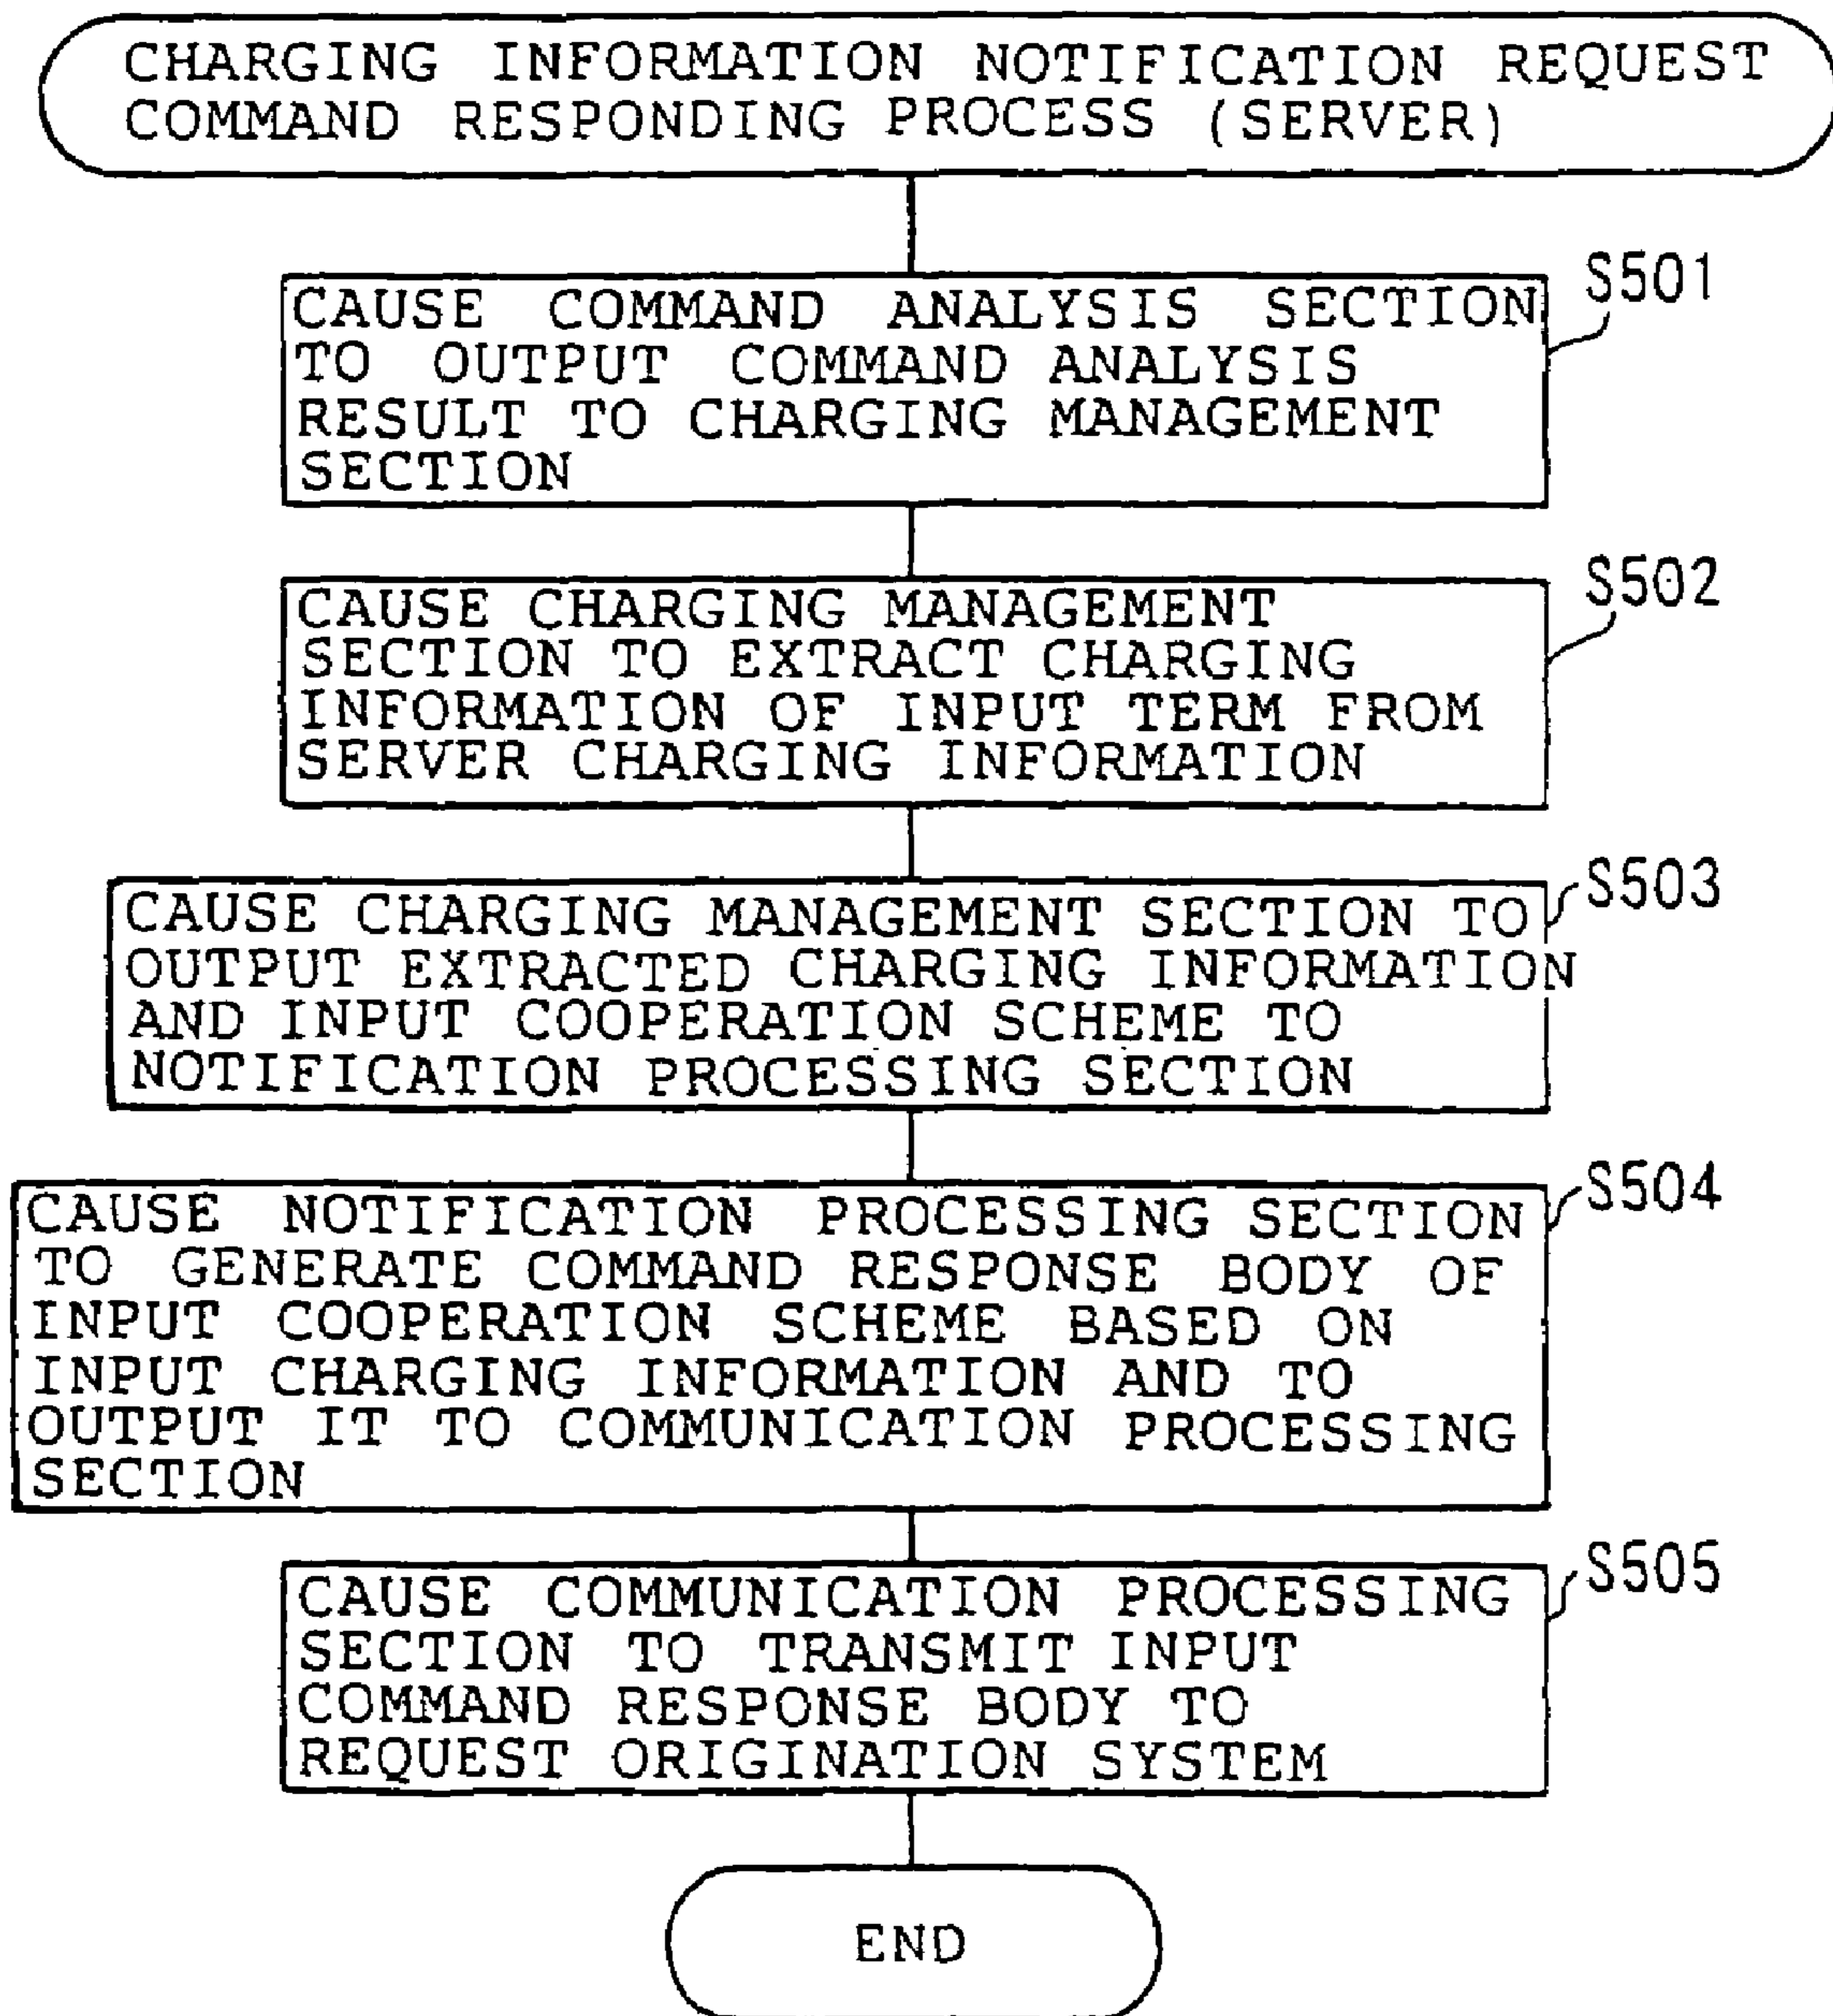 CHARGING INFORMATION NOTIFICATION REQUEST
COMMAND RESPONDING PROCESS (SERVER)
S501
CAUSE COMMAND ANALYSIS SECTION
TO OUTPUT COMMAND ANALYSIS
RESULT TO CHARGING MANAGEMENT
SECTION
S502
CAUSE CHARGING MANAGEMENT
SECTION TO EXTRACT CHARGING
INFORMATION OF INPUT TERM FROM
SERVER CHARGING INFORMATION
S503
CAUSE CHARGING MANAGEMENT SECTION TO
OUTPUT EXTRACTED CHARGING INFORMATION
AND INPUT COOPERATION SCHEME TO
NOTIFICATION PROCESSING SECTION
S504
CAUSE NOTIFICATION PROCESSING SECTION
TO GENERATE COMMAND RESPONSE BODY OF
INPUT COOPERATION SCHEME BASED ON
INPUT CHARGING INFORMATION AND TO
OUTPUT IT TO COMMUNICATION PROCESSING
SECTION
S505
CAUSE COMMUNICATION PROCESSING
SECTION TO TRANSMIT INPUT
COMMAND RESPONSE BODY TO
REQUEST ORIGINATION SYSTEM
END